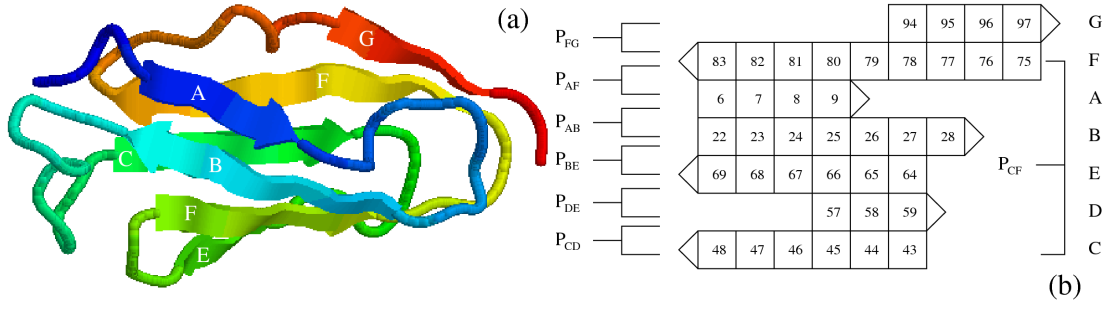 (a)
G
F
A
C
B
F
E
P_FG
P_AF
P_AB
P_BE
P_DE
P_CD
94 95 96 97 G
83 82 81 80 79 78 77 76 75 F
6 7 8 9 A
22 23 24 25 26 27 28 B
69 68 67 66 65 64 E
57 58 59 D
48 47 46 45 44 43 C
P_CF
(b)